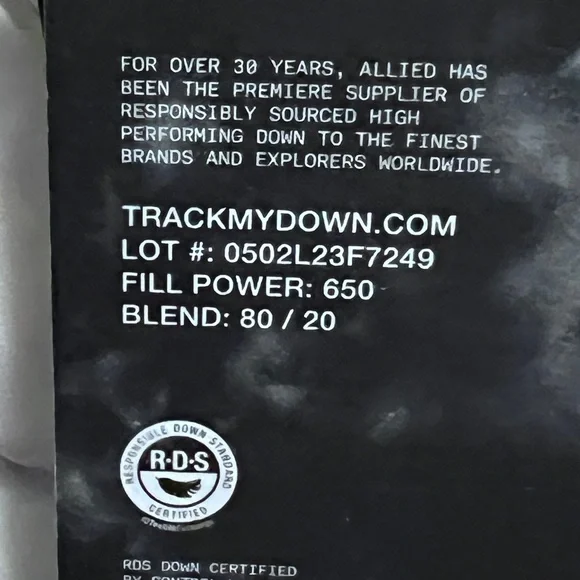 FOR OVER 30 YEARS, ALLIED HAS
BEEN THE PREMIERE SUPPLIER OF
RESPONSIBLY SOURCED HIGH
PERFORMING DOWN TO THE FINEST
BRANDS AND EXPLORERS WORLDWIDE.
TRACKMYDOWN.COM
LOT #: 0502L23F7249
FILL POWER: 650
BLEND: 80 / 20
RESPONSIBLE DOWN STANDARD
R·D·S
CERTIFIED
RDS DOWN CERTIFIED